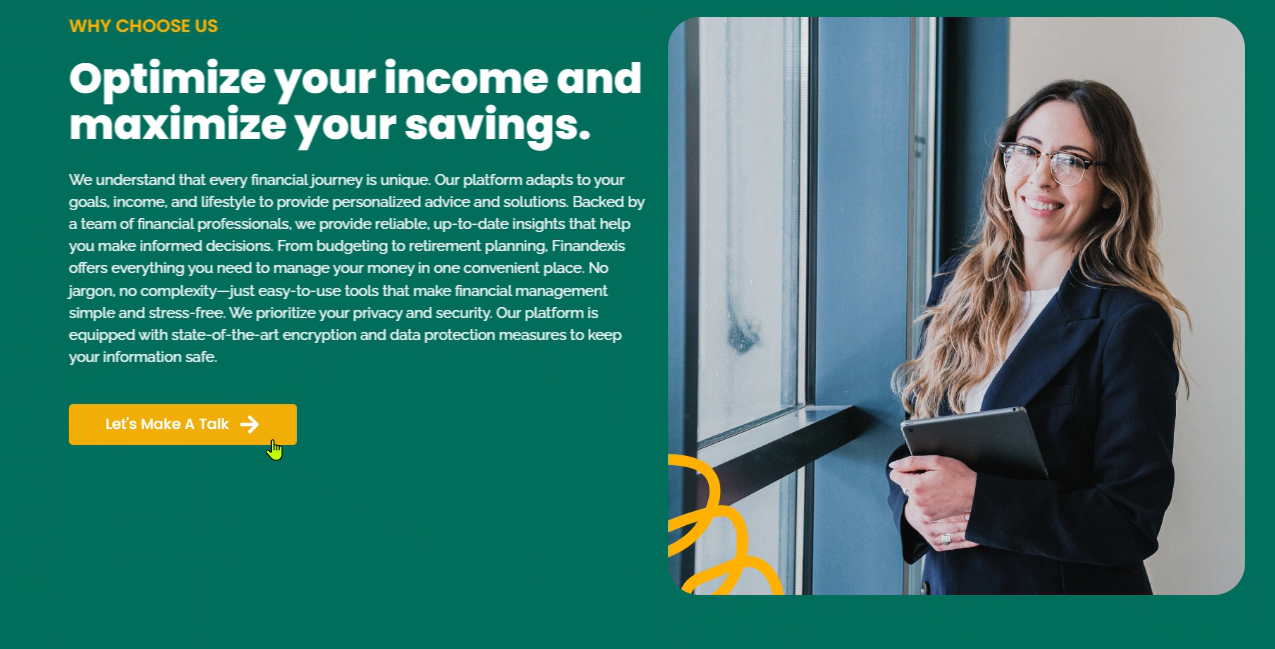 WHY CHOOSE US
Optimize your income and
maximize your savings.
We understand that every financial journey is unique. Our platform adapts to your
goals, income, and lifestyle to provide personalized advice and solutions. Backed by
a team of financial professionals, we provide reliable, up-to-date insights that help
you make informed decisions. From budgeting to retirement planning, Finandexis
offers everything you need to manage your money in one convenient place. No
jargon, no complexity—just easy-to-use tools that make financial management
simple and stress-free. We prioritize your privacy and security. Our platform is
equipped with state-of-the-art encryption and data protection measures to keep
your information safe.
Let's Make A Talk